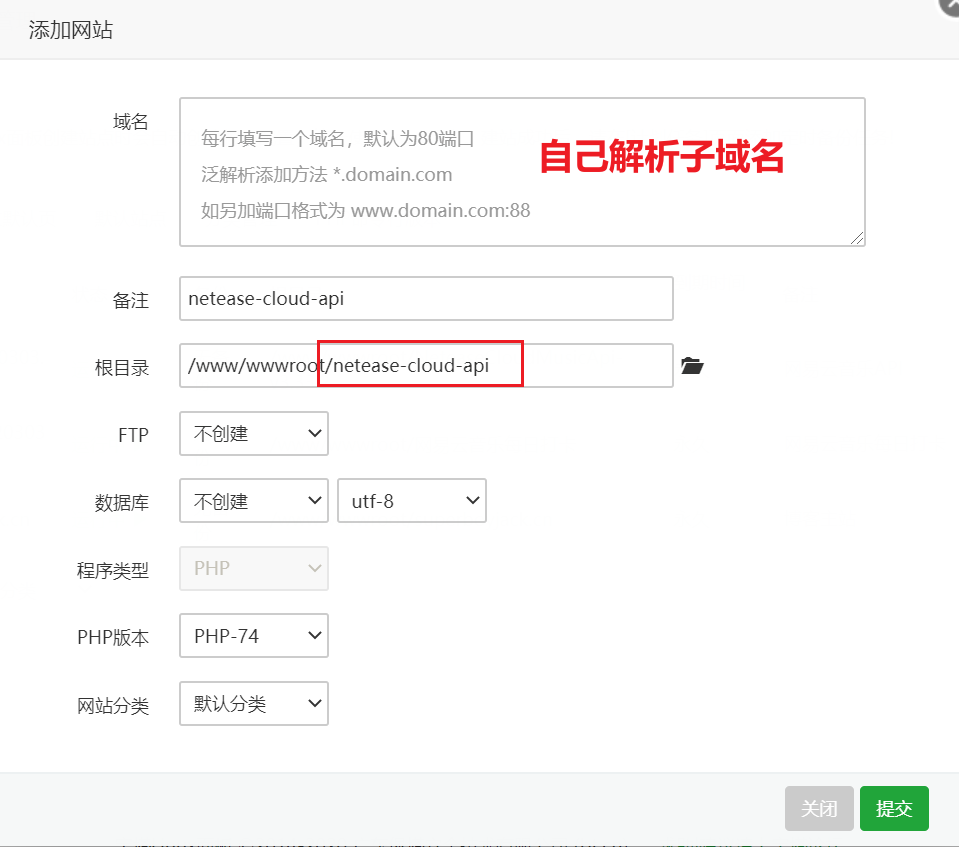 添加网站
域名
每行填写一个域名，默认为80端口
泛解析添加方法 *.domain.com
如另加端口格式为 www.domain.com:88
自己解析子域名
备注
netease-cloud-api
根目录
/www/wwwroot/netease-cloud-api
FTP
不创建
数据库
不创建
utf-8
程序类型
PHP
PHP版本
PHP-74
网站分类
默认分类
关闭
提交